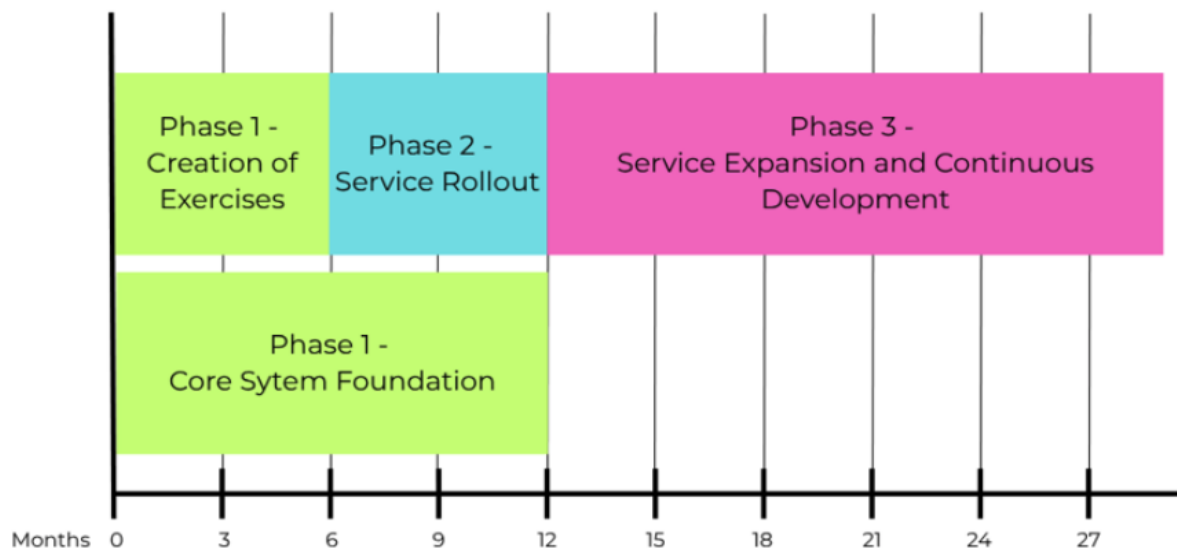 Phase 1 -
Creation of
Exercises
Phase 2 -
Service Rollout
Phase 3 -
Service Expansion and Continuous
Development
Phase 1 -
Core Sytem Foundation
Months 0 3 6 9 12 15 18 21 24 27